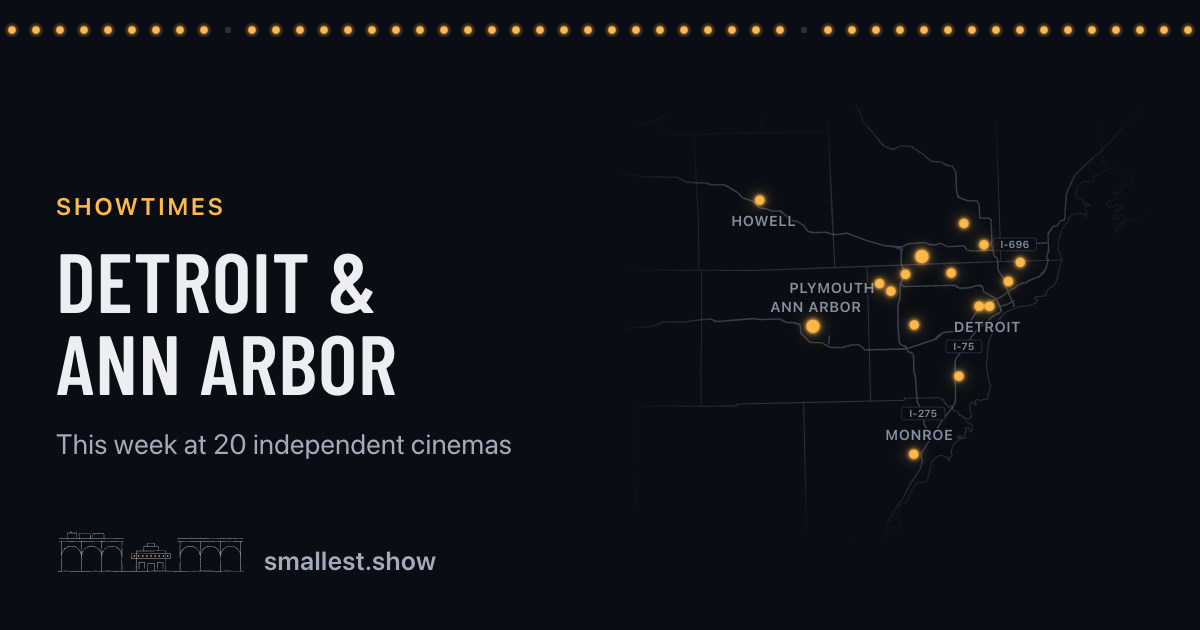 SHOWTIMES
DETROIT &
ANN ARBOR
This week at 20 independent cinemas
smallest.show
HOWELL
I-696
PLYMOUTH
ANN ARBOR
DETROIT
I-75
I-275
MONROE